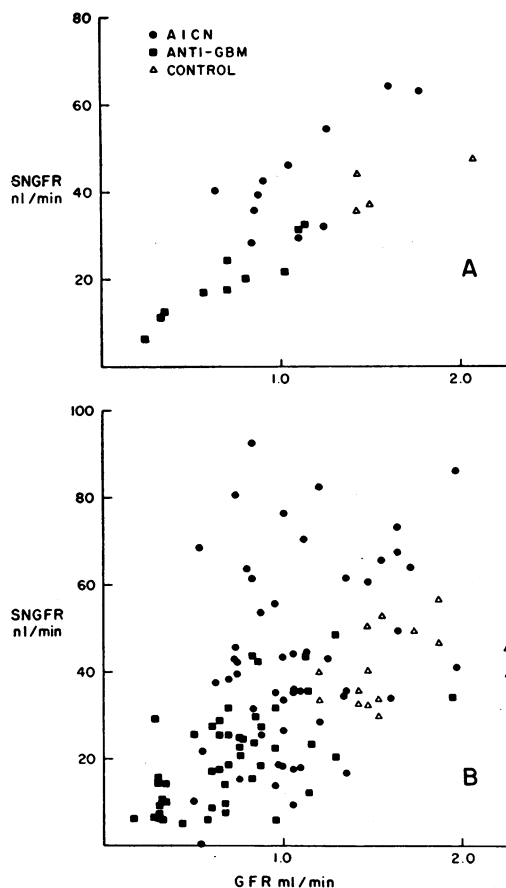 80
AICN
ANTI-GBM
CONTROL
60
SNGFR
nl/min
40
A
20
1.0
2.0
100
80
60
SNGFR
nl/min
40
20
B
1.0
2.0
GFR ml/min